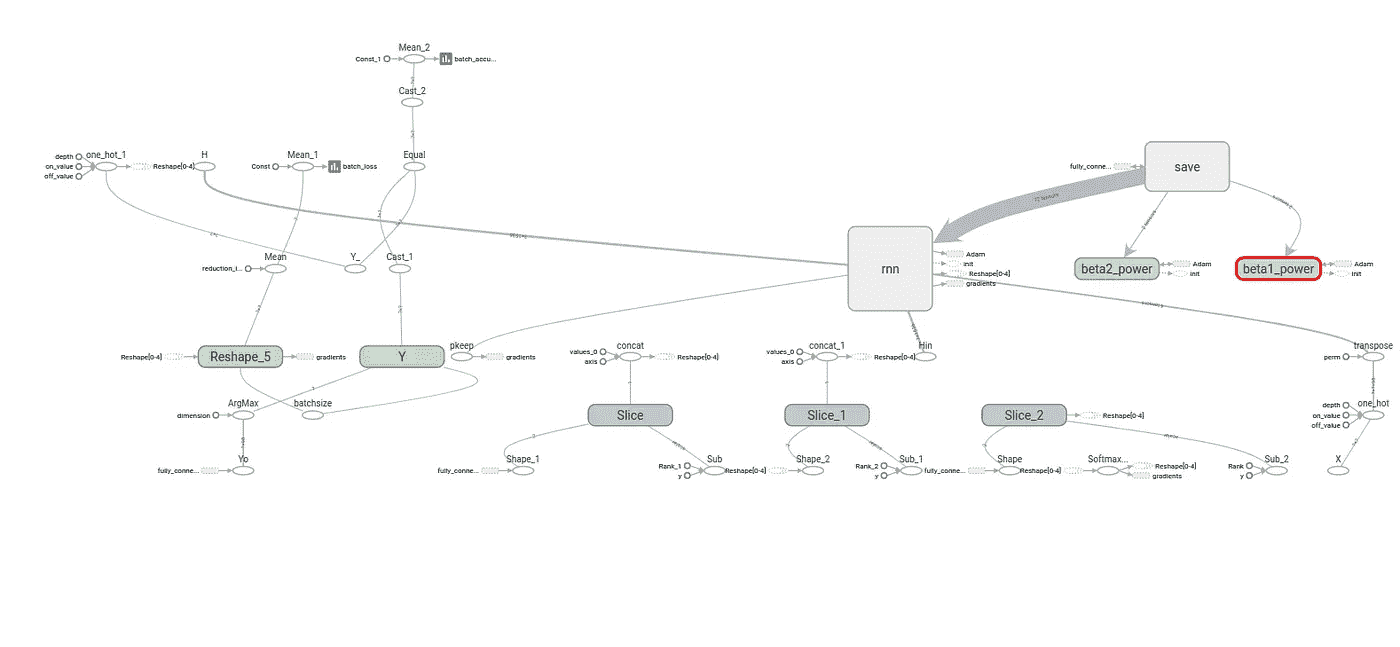 Mean_2
Const_1
batch_accu...
Cast_2
depth
one_hot_1
on_value
off_value
Reshape[0-4]
H
Const
Mean_1
batch_loss
Equal
fully_conne...
save
Mean
reduction_i...
Y_
Cast_1
rnn
Adam
init
Reshape[0-4]
gradients
beta2_power
Adam
init
beta1_power
Adam
init
Reshape[0-4]
Reshape_5
gradients
Y
pkeep
gradients
values_0
axis
concat
Reshape[0-4]
values_0
axis
concat_1
Reshape[0-4]
Hin
perm
transpose
dimension
ArgMax
batchsize
Slice
Slice_1
Slice_2
Reshape[0-4]
depth
on_value
off_value
one_hot
fully_conne...
Yo
fully_conne...
Shape_1
Rank_1
y
Sub
Reshape[0-4]
Shape_2
Rank_2
y
Sub_1
fully_conne...
Shape
Reshape[0-4]
Softmax...
Reshape[0-4]
gradients
Rank
y
Sub_2
X